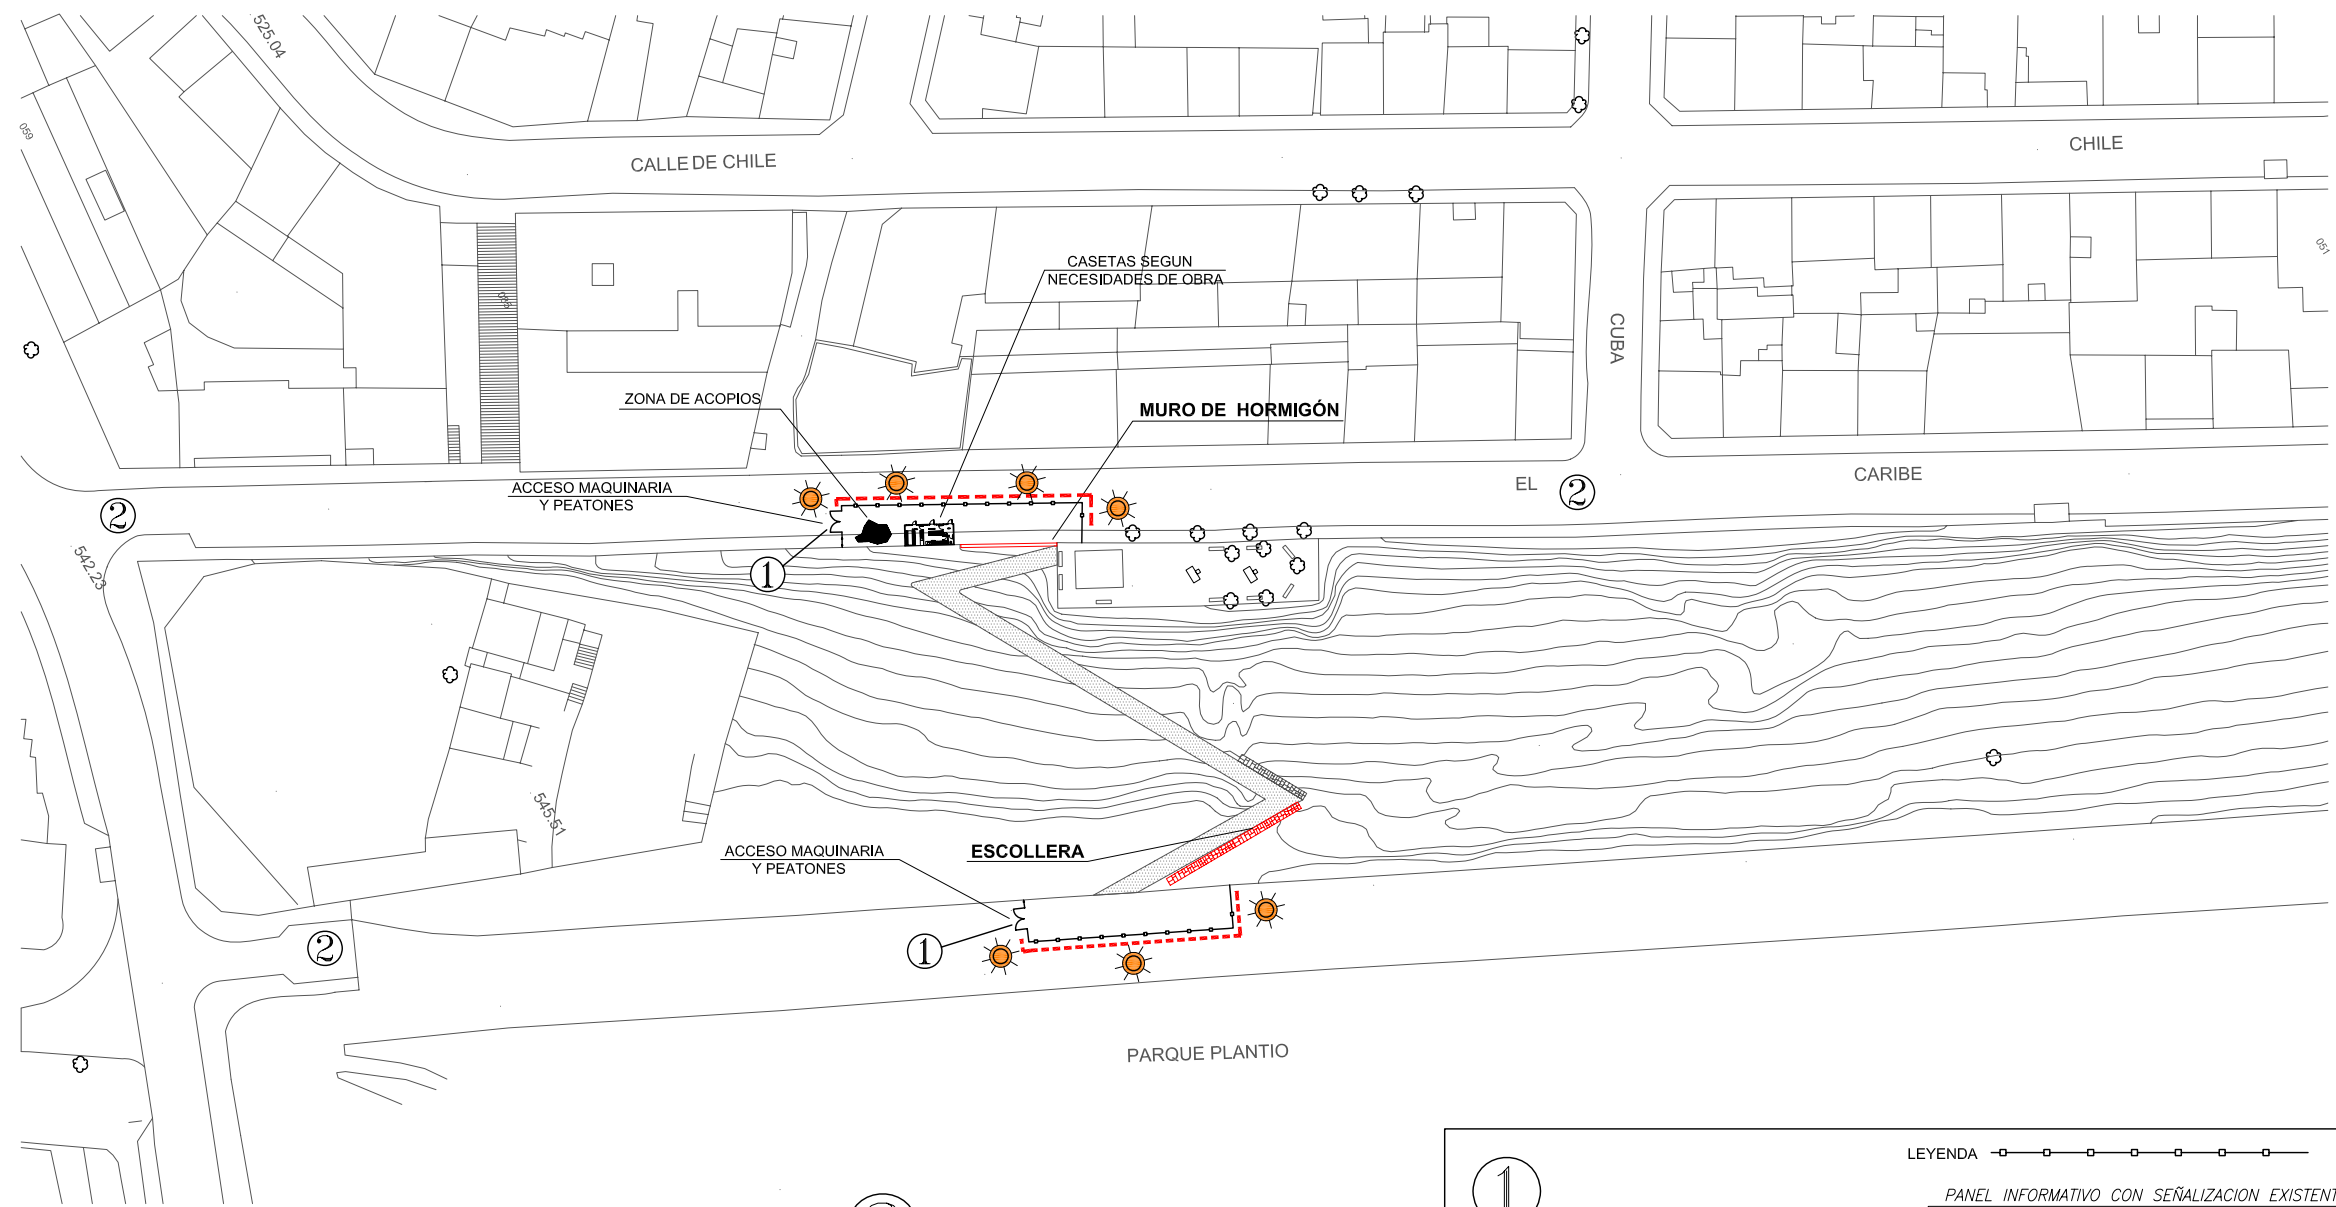 525.04
059
CALLE DE CHILE
CHILE
CASETAS SEGUN
NECESIDADES DE OBRA
051
CUBA
ZONA DE ACOPIOS
MURO DE HORMIGÓN
ACCESO MAQUINARIA
Y PEATONES
EL
CARIBE
2
2
542.23
1
545.51
ACCESO MAQUINARIA
Y PEATONES
ESCOLLERA
2
1
PARQUE PLANTIO
LEYENDA
1
PANEL INFORMATIVO CON SEÑALIZACION EXISTENT